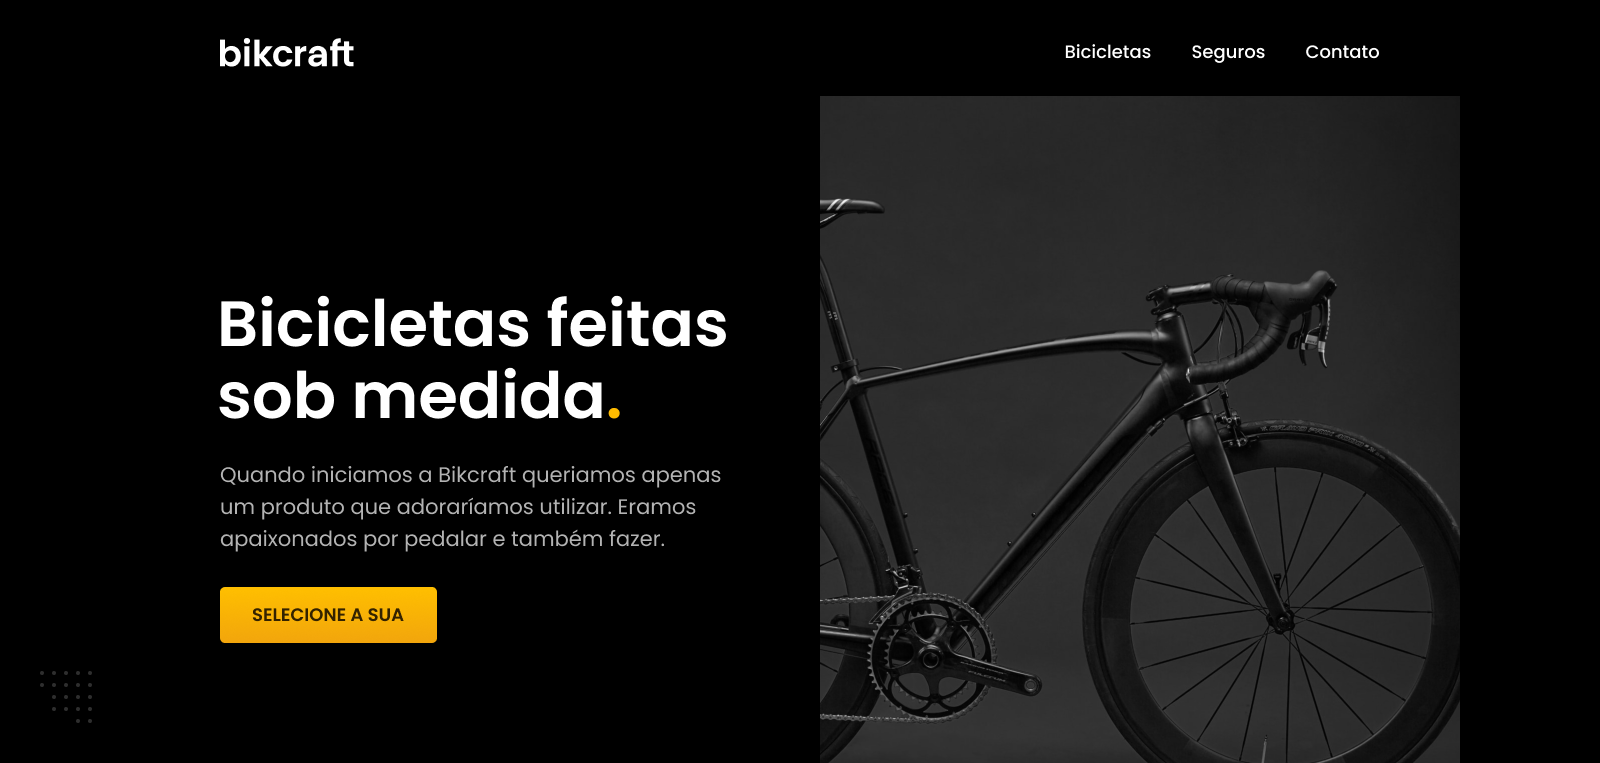 bikcraft
Bicicletas
Seguros
Contato
Bicicletas feitas
sob medida.
Quando iniciamos a Bikcraft queriamos apenas
um produto que adoraríamos utilizar. Eramos
apaixonados por pedalar e também fazer.
SELECIONE A SUA